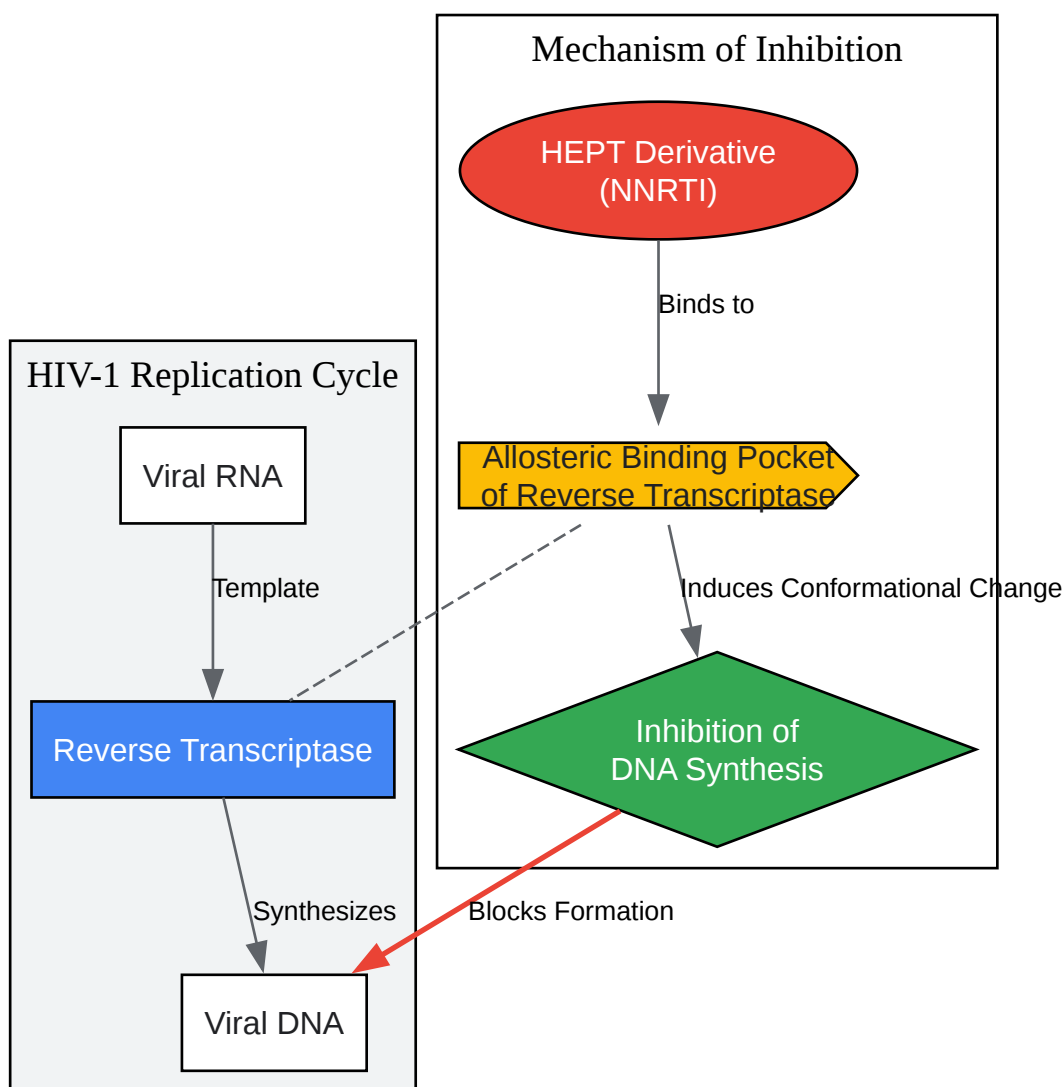 Mechanism of Inhibition
HEPT Derivative
(NNRTI)
Binds to
HIV-1 Replication Cycle
Viral RNA
Allosteric Binding Pocket
of Reverse Transcriptase
Template
Induces Conformational Change
Reverse Transcriptase
Inhibition of
DNA Synthesis
Synthesizes
Blocks Formation
Viral DNA